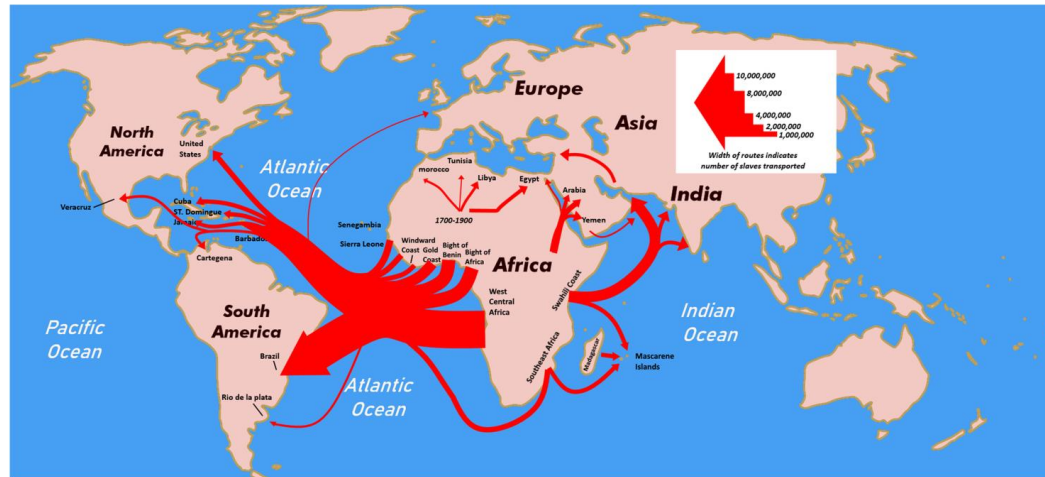 Europe
Asia
North
America
United
States
Atlantic
Ocean
Veracruz
Cuba
ST. Domingue
Jamaica
Barbados
Cartegena
South
America
Brazil
Rio de la plata
Pacific
Ocean
Atlantic
Ocean
Tunisia
morocco
Libya
Egypt
1700-1900
Arabia
Yemen
India
Senegambia
Sierra Leone
Windward
Coast
Gold
Coast
Bight of
Benin
Bight of
Africa
Africa
West
Central
Africa
Swahili Coast
Southeast Africa
Madagascar
Mascarene
Islands
Indian
Ocean
10,000,000
8,000,000
4,000,000
2,000,000
1,000,000
Width of routes indicates
number of slaves transported